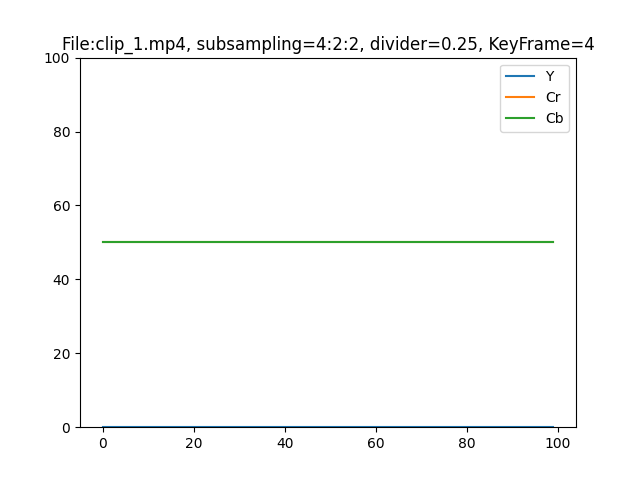 File:clip_1.mp4, subsampling=4:2:2, divider=0.25, KeyFrame=4
100
80
60
40
20
0
Y
Cr
Cb
0 20 40 60 80 100